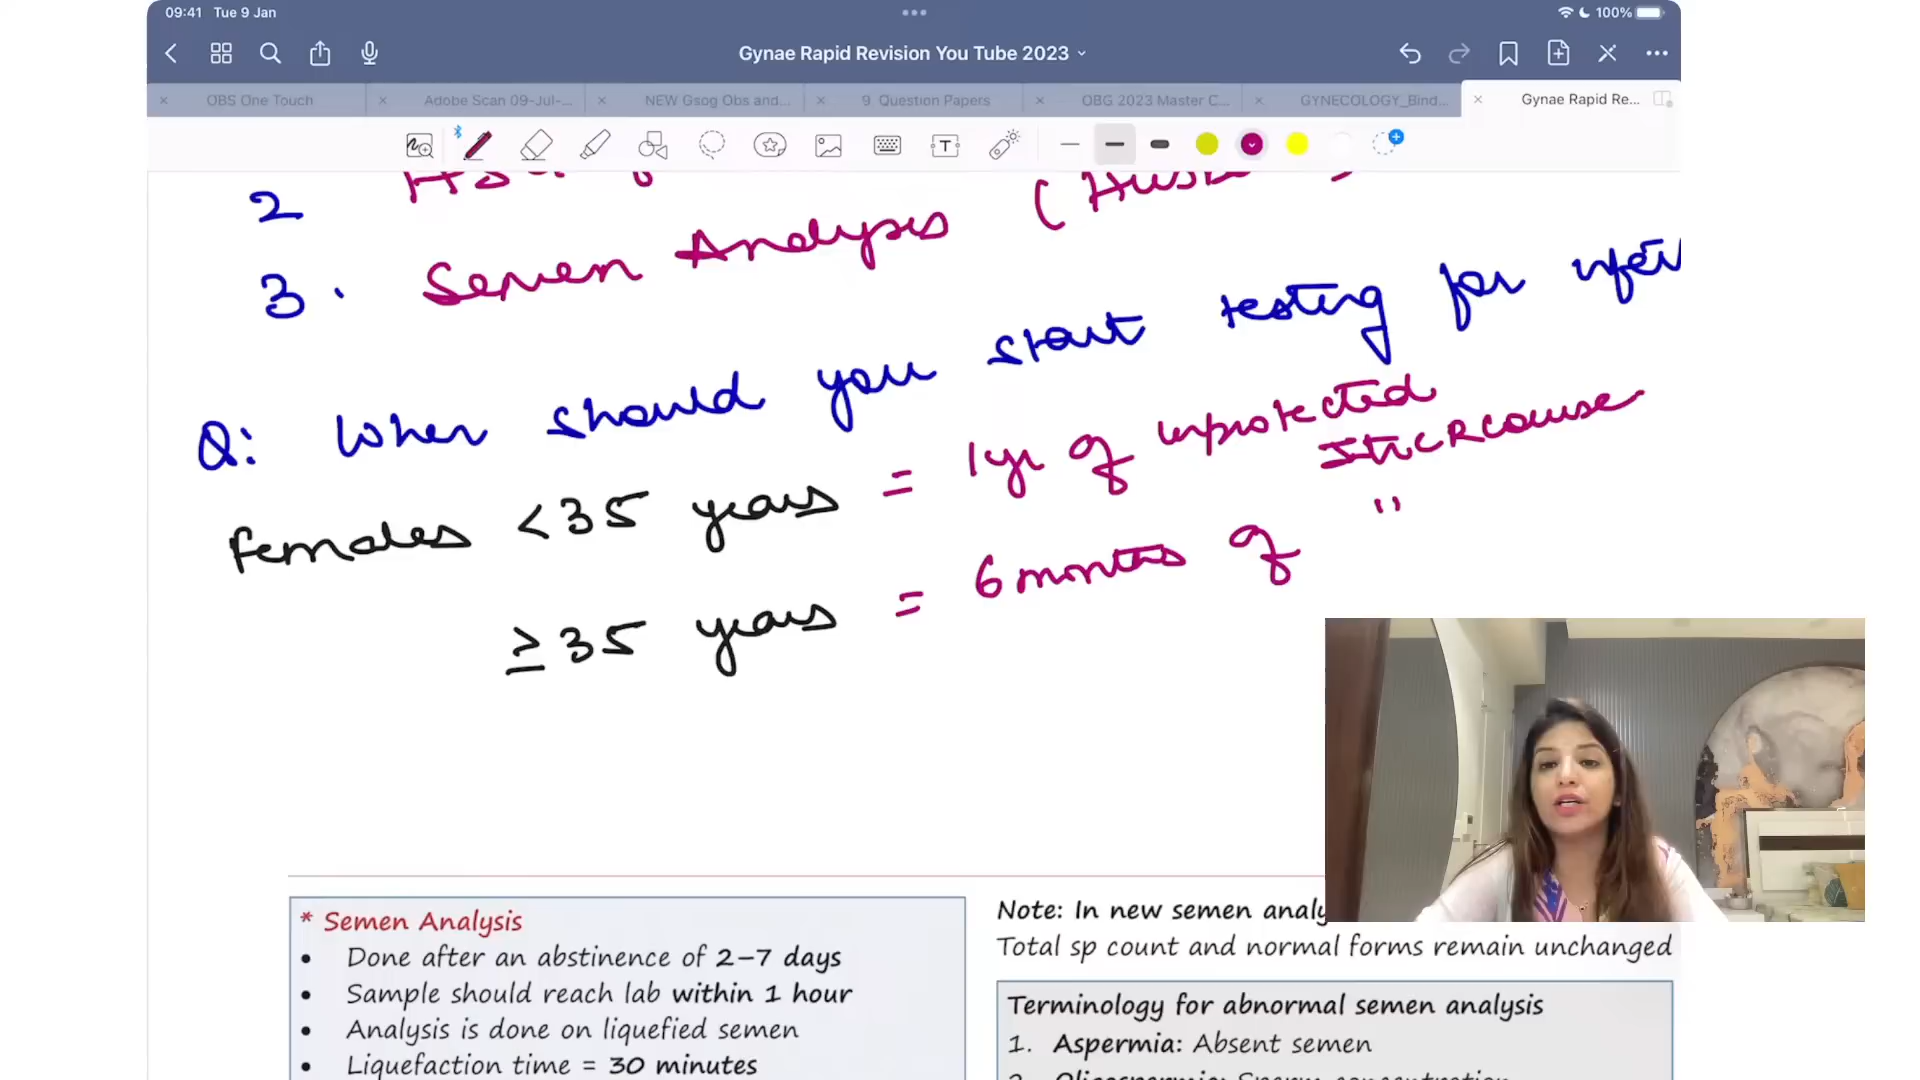 09:41 Tue 9 Jan
100%
Gynae Rapid Revision You Tube 2023
OBS One Touch
Adobe Scan 09-Jul-...
NEW Gsog Obs and...
9. Question Papers
OBG 2023 Master C...
GYNECOLOGY_Bind...
Gynae Rapid Re...
2
3. Semen Analyses
Q: When should you start testing for
Females <35 years = 1yr of unprotected
Intercourse
≥35 years = 6 months of "
* Semen Analysis
• Done after an abstinence of 2–7 days
• Sample should reach lab within 1 hour
• Analysis is done on liquefied semen
• Liquefaction time = 30 minutes
Note: In new semen analy
Total sp count and normal forms remain unchanged
Terminology for abnormal semen analysis
1. Aspermia: Absent semen
2. Oligospermia: Sperm concentration